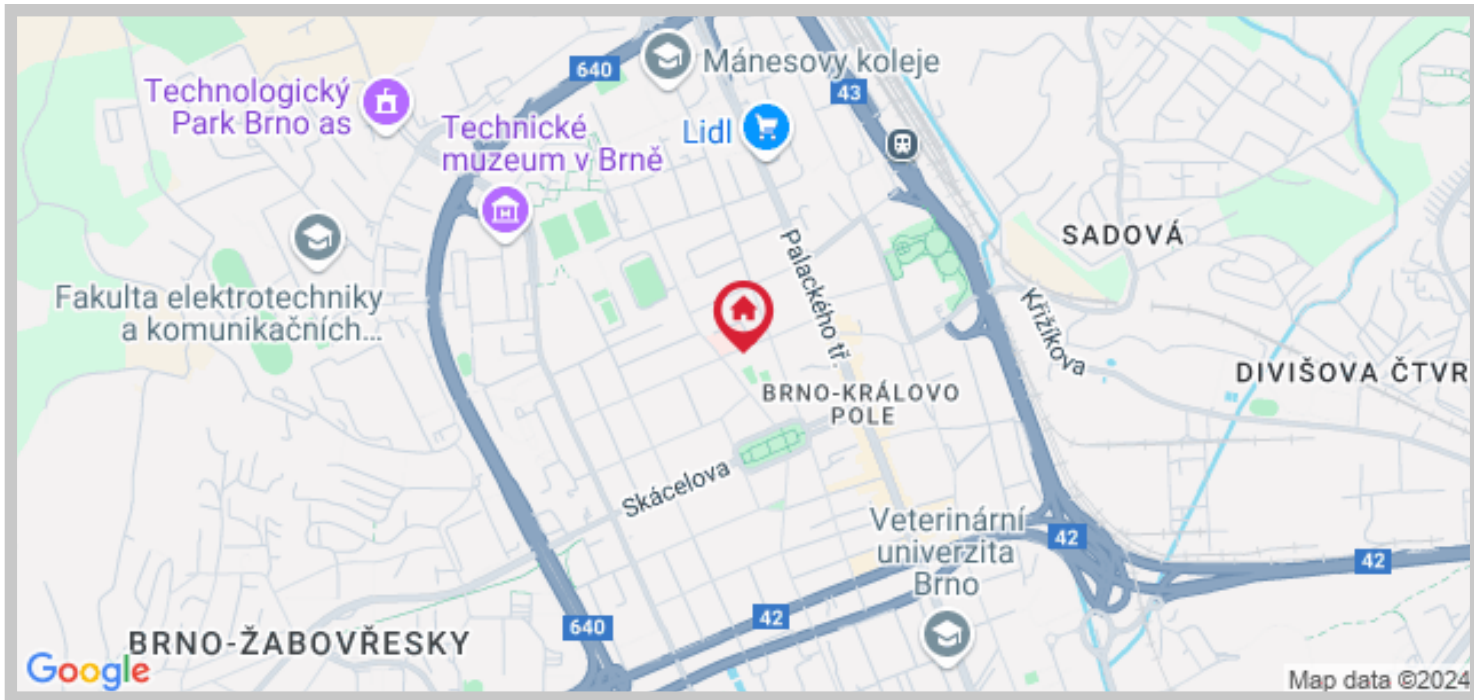 640
Mánesovy koleje
43
Technologický
Park Brno as
Technické
muzeum v Brně
Lidl
Palackého tř.
SADOVÁ
Fakulta elektrotechniky
a komunikačních...
Křižíkova
DIVIŠOVA ČTVR
BRNO-KRÁLOVO
POLE
Skácelova
Veterinární
univerzita
Brno
42
42
42
640
BRNO-ŽABOVŘESKY
Google
Map data ©2024